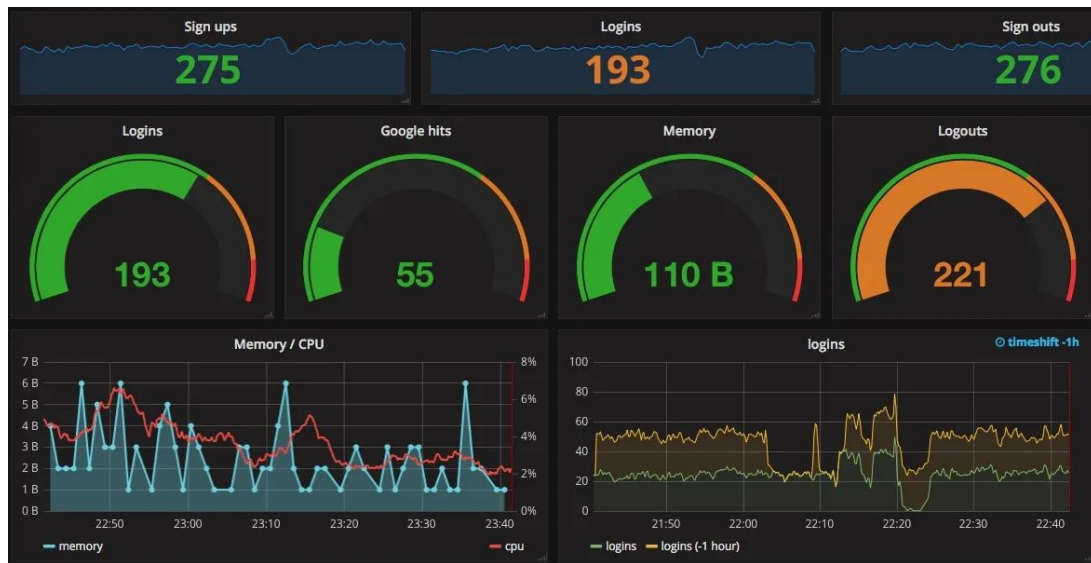 Sign ups
275
Logins
193
Sign outs
276
Logins
193
Google hits
55
Memory
110 B
Logouts
221
Memory / CPU
7 B
6 B
5 B
4 B
3 B
2 B
1 B
0 B
8%
6%
4%
2%
0%
22:50 23:00 23:10 23:20 23:30 23:40
memory cpu
logins
timeshift -1h
100
80
60
40
20
0
21:50 22:00 22:10 22:20 22:30 22:40
logins logins (-1 hour)